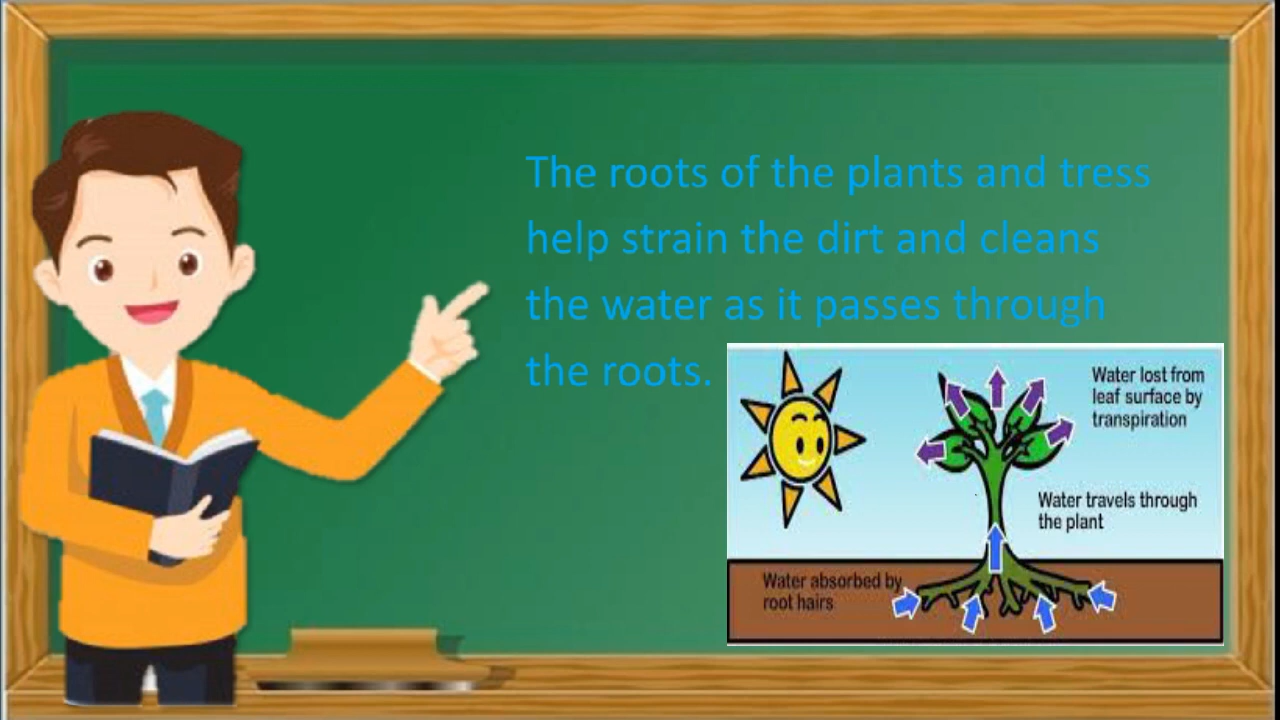 The roots of the plants and tress
help strain the dirt and cleans
the water as it passes through
the roots.
Water lost from
leaf surface by
transpiration
Water travels through
the plant
Water absorbed by
root hairs